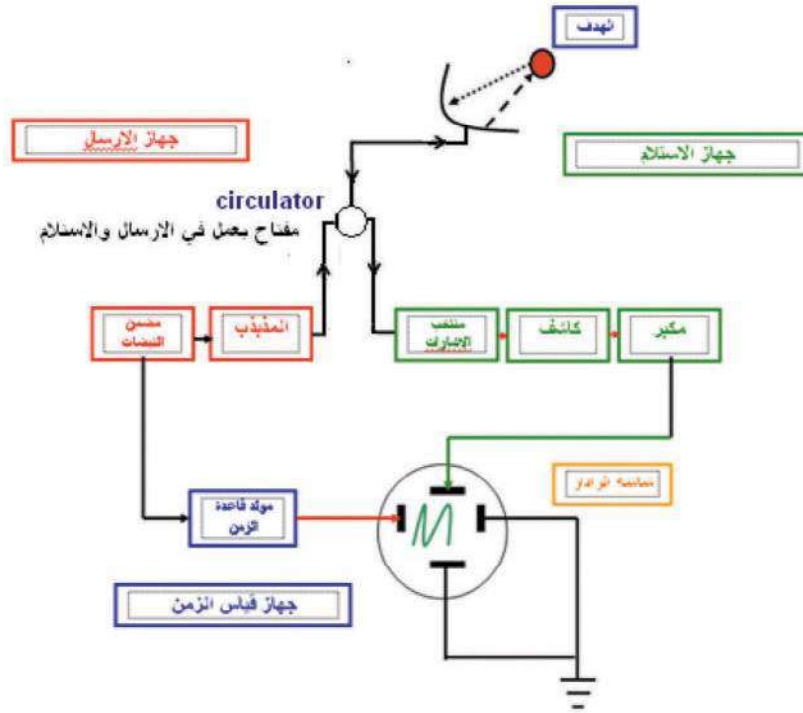 الهدف
جهاز الارسال
جهاز الاستلام
circulator
مفتاح يعمل في الارسال والاستلام
مضمن
النبضات
المذبذب
منتخب
الاشارات
كاشف
مكبر
شاشة الرادار
مولد قاعدة
الزمن
جهاز قياس الزمن